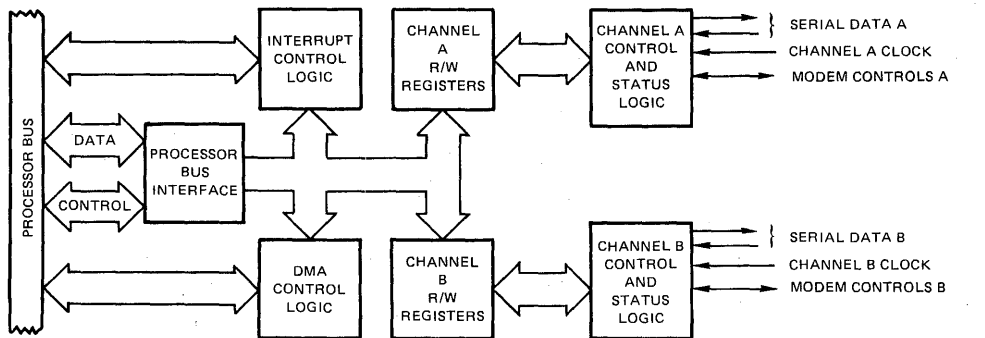 PROCESSOR BUS
INTERRUPT
CONTROL
LOGIC
CHANNEL
A
R/W
REGISTERS
CHANNEL A
CONTROL
AND
STATUS
LOGIC
SERIAL DATA A
CHANNEL A CLOCK
MODEM CONTROLS A
DATA
CONTROL
PROCESSOR
BUS
INTERFACE
DMA
CONTROL
LOGIC
CHANNEL
B
R/W
REGISTERS
CHANNEL B
CONTROL
AND
STATUS
LOGIC
SERIAL DATA B
CHANNEL B CLOCK
MODEM CONTROLS B